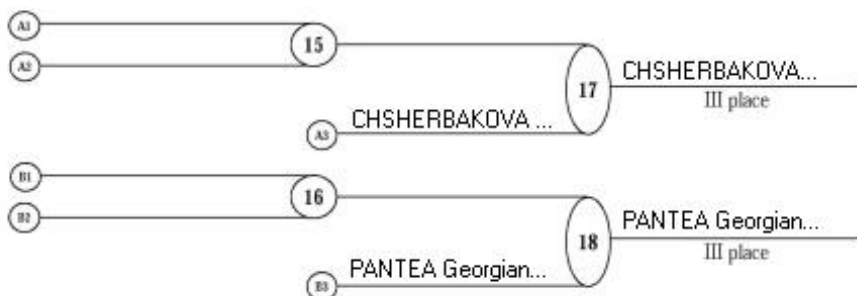 A1
15
A2
CHSHERBAKOVA...
17
III place
CHSHERBAKOVA ...
A3
B1
16
B2
PANTEA Georgian...
18
III place
PANTEA Georgian...
B3